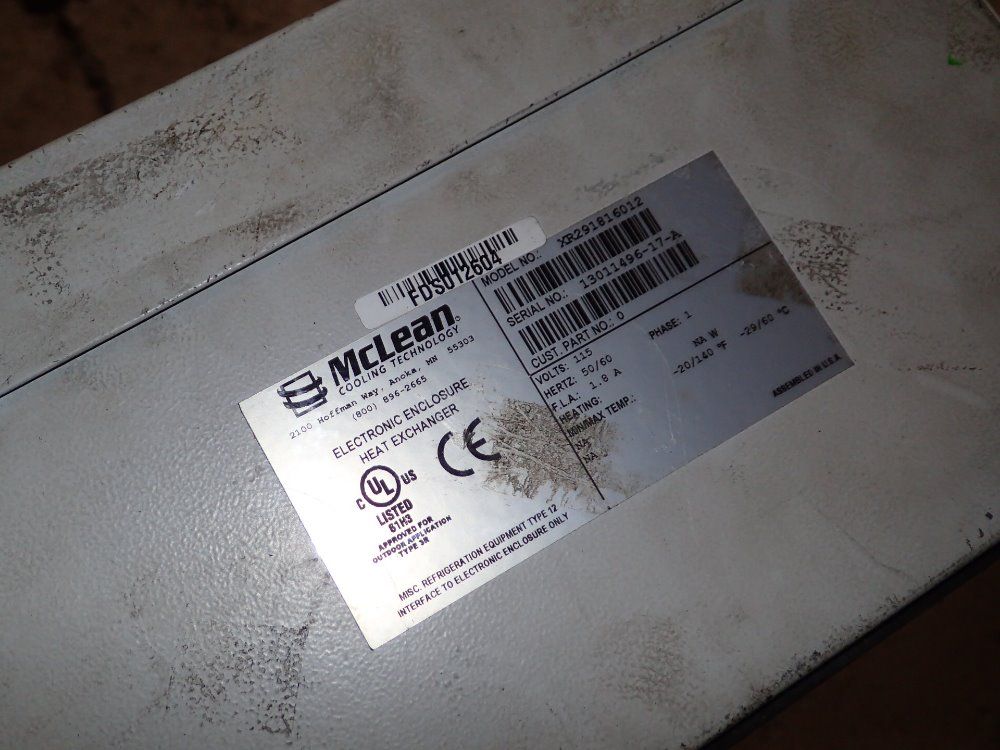 FDS012604
McLean®
COOLING TECHNOLOGY
2100 Hoffman Way, Anoka, MN 55303
(800) 896-2665
ELECTRONIC ENCLOSURE
HEAT EXCHANGER
C UL US
LISTED
61H3
APPROVED FOR
OUTDOOR APPLICATION
TYPE 3R
CE
MISC. REFRIGERATION EQUIPMENT TYPE 12
INTERFACE TO ELECTRONIC ENCLOSURE ONLY
MODEL NO.: XR291816012
SERIAL NO.: 13011496-17-A
CUST. PART NO.: 0
VOLTS: 115 PHASE: 1
HERTZ: 50/60
F.L.A.: 1.8 A
HEATING: NA W
MIN/MAX TEMP.: -20/140 °F -29/60 °C
NA
NA
ASSEMBLED IN U.S.A.